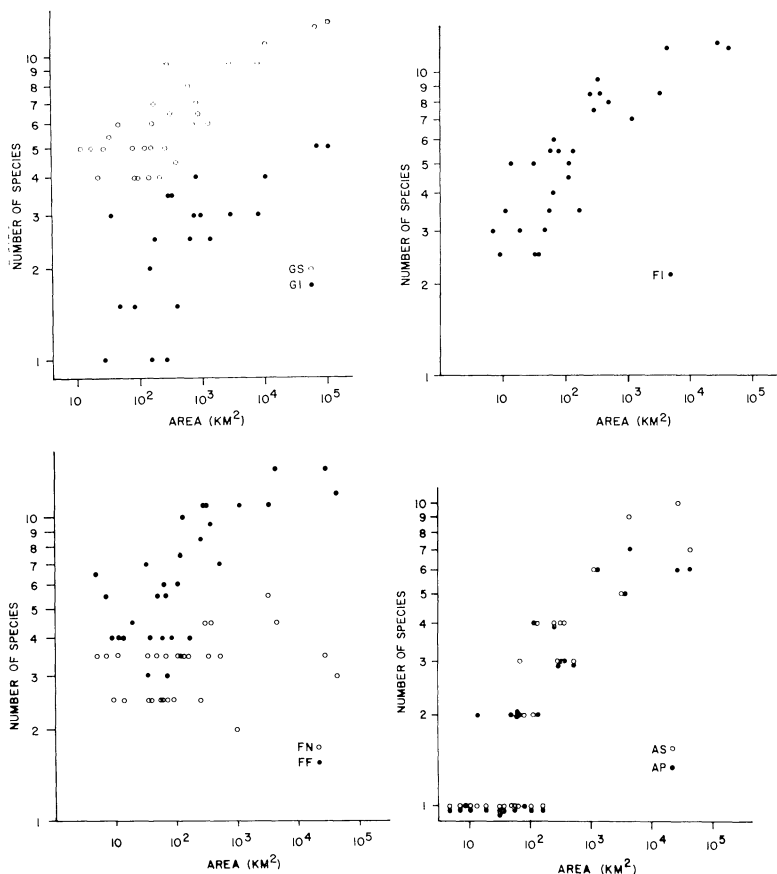 10
9
8
7
6
5
4
3
2
1
NUMBER OF SPECIES
GS
GI
10 10² 10³ 10⁴ 10⁵
AREA (KM²)
10
9
8
7
6
5
4
3
2
1
NUMBER OF SPECIES
FI
10 10² 10³ 10⁴ 10⁵
AREA (KM²)
10
9
8
7
6
5
4
3
2
1
NUMBER OF SPECIES
FN
FF
10 10² 10³ 10⁴ 10⁵
AREA (KM²)
10
9
8
7
6
5
4
3
2
1
NUMBER OF SPECIES
AS
AP
10 10² 10³ 10⁴ 10⁵
AREA (KM²)